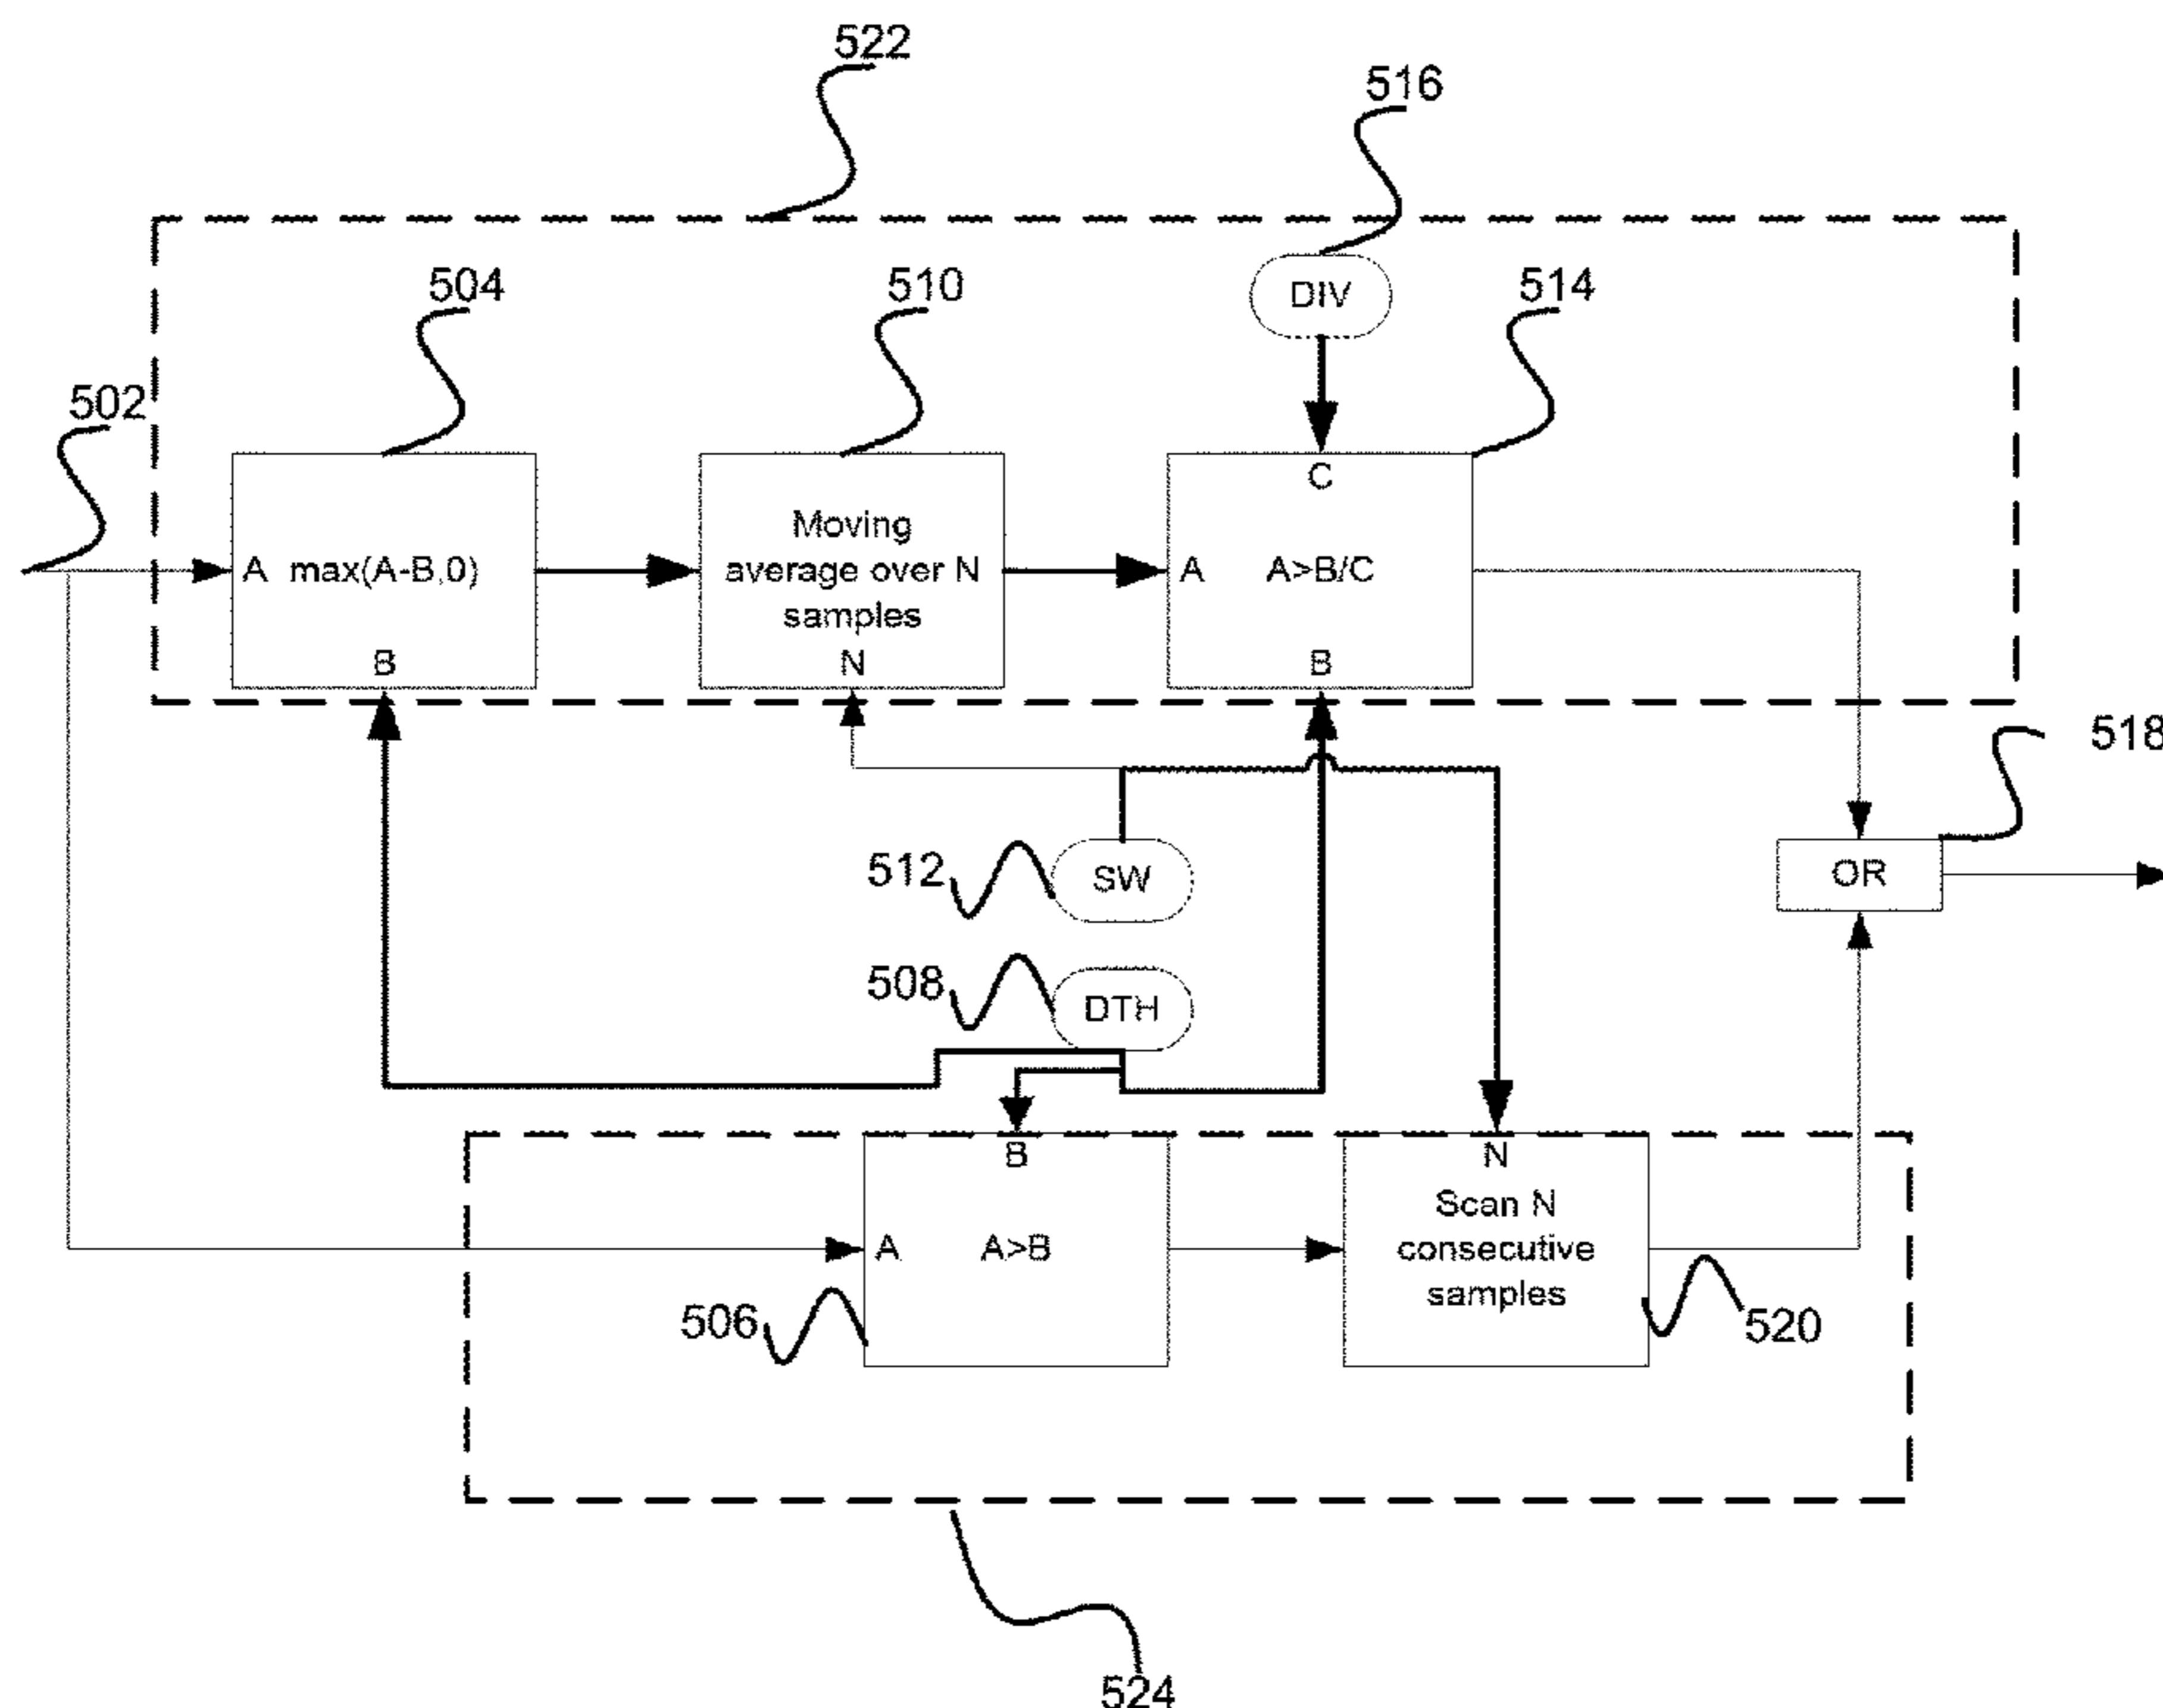 522
516
504
510
DIV
514
502
C
Moving
average over N
samples
A max(A-B,0)
A
A>B/C
B
N
B
518
512
SW
OR
508
DTH
B
N
Scan N
consecutive
samples
A
A>B
506
520
524